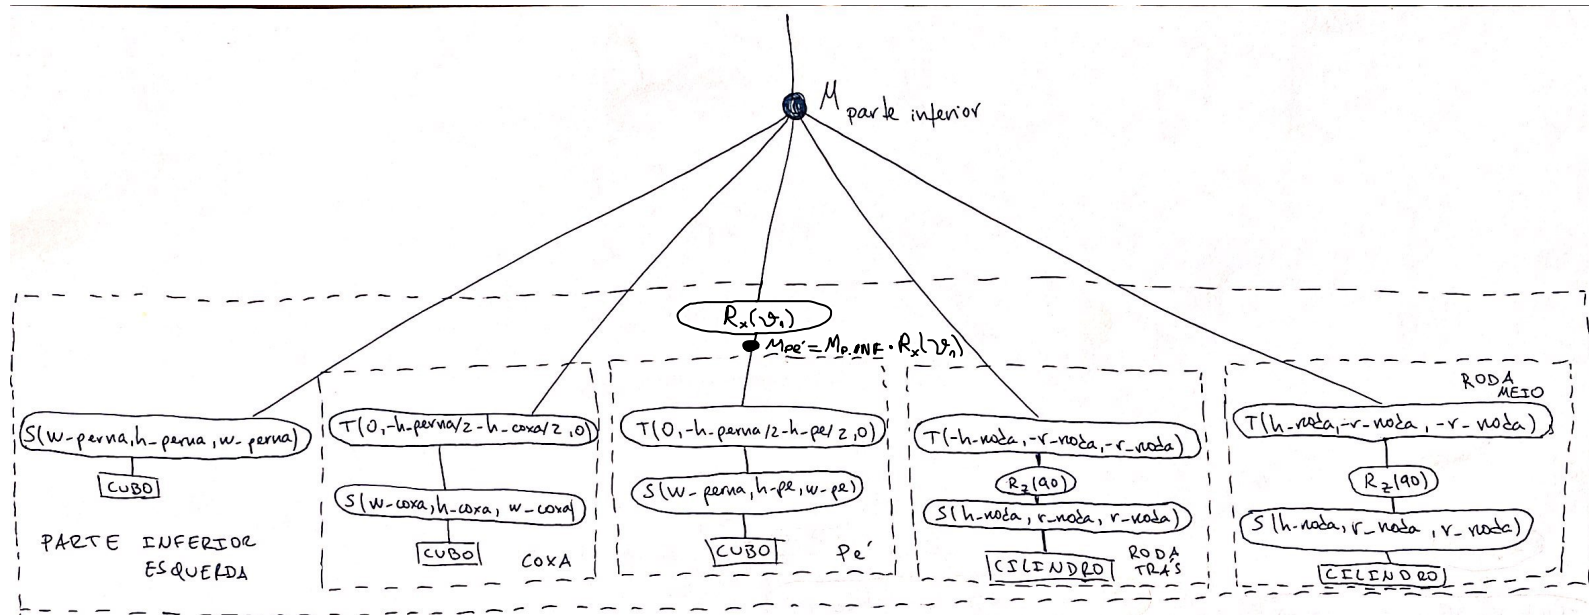 M parte inferior
Rx(θ₁)
Mpé = Mp.INF · Rx(θ₁)
S(w-perna, h-perna, w-perna)
CUBO
PARTE INFERIOR
ESQUERDA
T(0, -h-perna/2-h-coxa/2, 0)
S(w-coxa, h-coxa, w-coxa)
CUBO
COXA
T(0, -h-perna/2-h-pe/2, 0)
S(w-perna, h-pe, w-pe)
CUBO
Pé
T(-h-roda, -r-roda, -r-roda)
Rz(90)
S(h-roda, r-roda, r-roda)
CILINDRO
RODA
TRÁS
RODA
MEIO
T(h-roda, -r-roda, -r-roda)
Rz(90)
S(h-roda, r_roda, r_roda)
CILINDRO